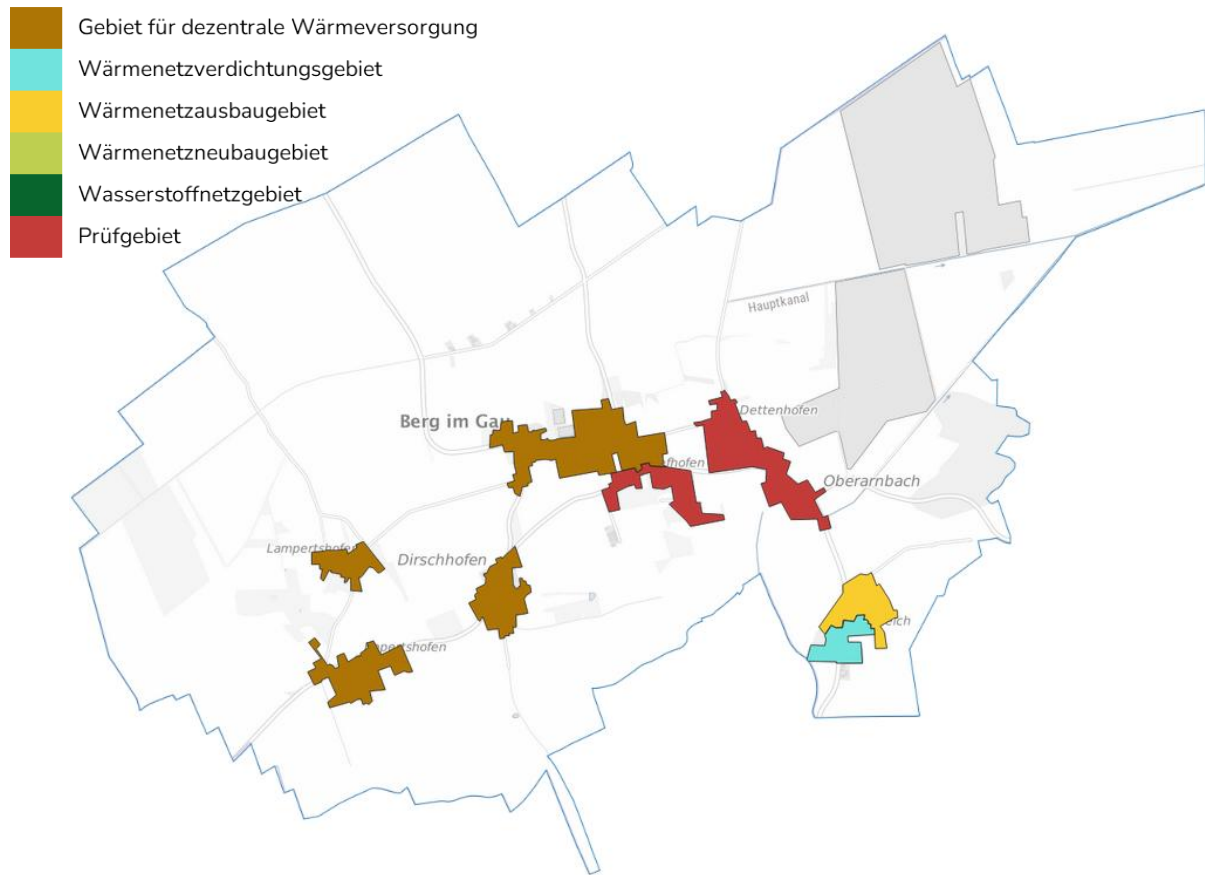 Gebiet für dezentrale Wärmeversorgung
Wärmenetzverdichtungsgebiet
Wärmenetzausbaugebiet
Wärmenetzneubaugebiet
Wasserstoffnetzgebiet
Prüfgebiet
Hauptkanal
Dettenhofen
Berg im Gau
Oberarnbach
Lampertshofen
Dirschhofen